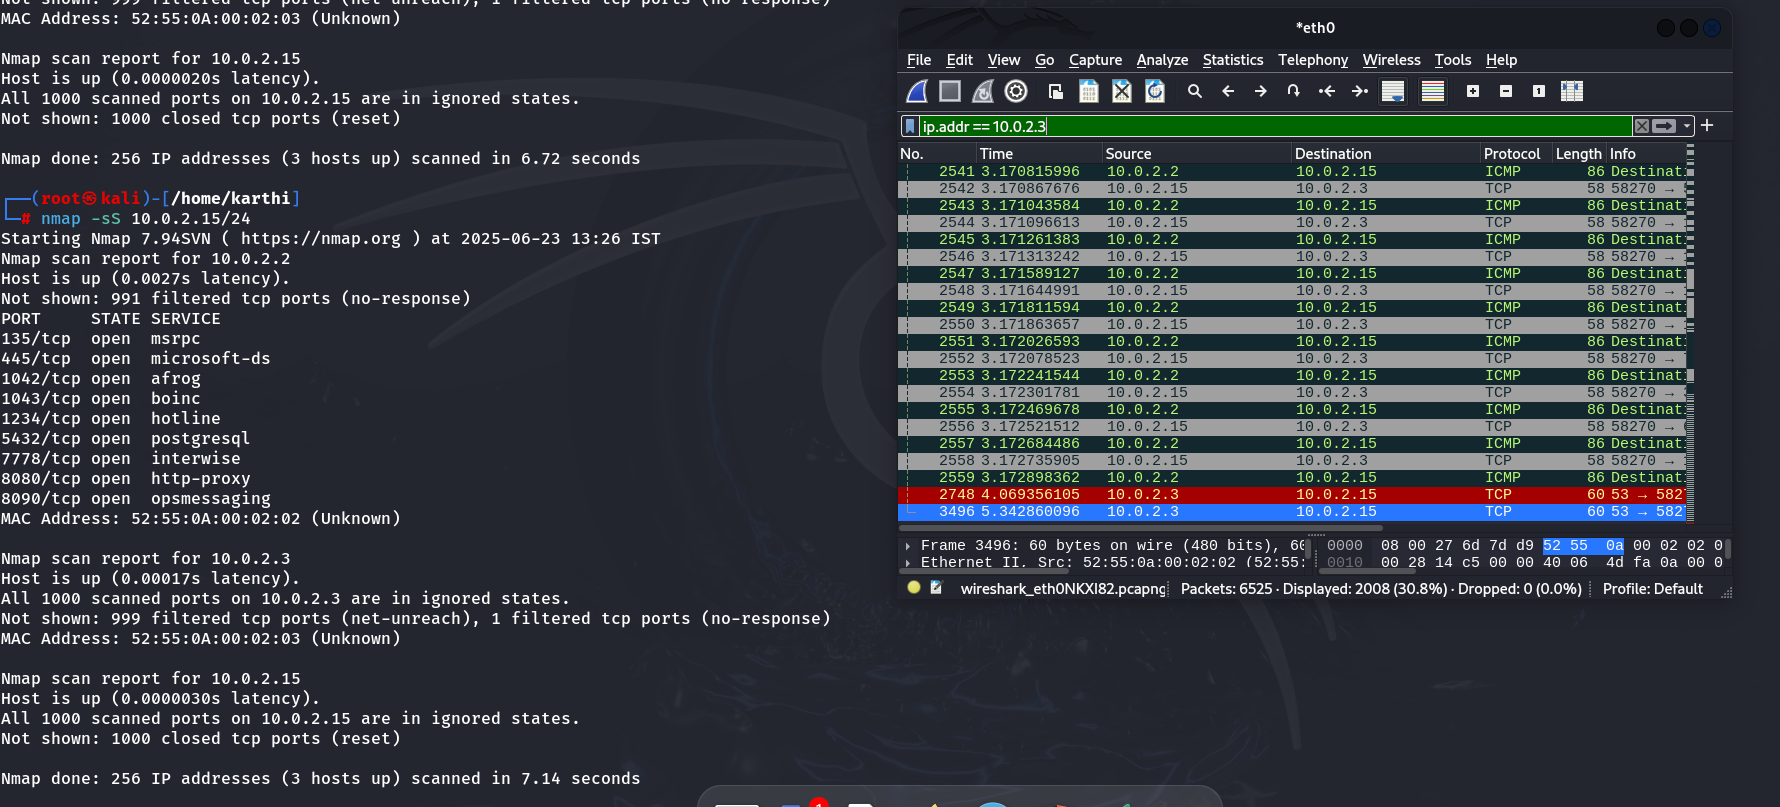 Not shown: 999 filtered tcp ports (net-unreach), 1 filtered tcp ports (no-response)
MAC Address: 52:55:0A:00:02:03 (Unknown)
Nmap scan report for 10.0.2.15
Host is up (0.0000020s latency).
All 1000 scanned ports on 10.0.2.15 are in ignored states.
Not shown: 1000 closed tcp ports (reset)
Nmap done: 256 IP addresses (3 hosts up) scanned in 6.72 seconds
┌──(root㉿kali)-[/home/karthi]
└─# nmap -sS 10.0.2.15/24
Starting Nmap 7.94SVN ( https://nmap.org ) at 2025-06-23 13:26 IST
Nmap scan report for 10.0.2.2
Host is up (0.0027s latency).
Not shown: 991 filtered tcp ports (no-response)
PORT     STATE SERVICE
135/tcp  open  msrpc
445/tcp  open  microsoft-ds
1042/tcp open  afrog
1043/tcp open  boinc
1234/tcp open  hotline
5432/tcp open  postgresql
7778/tcp open  interwise
8080/tcp open  http-proxy
8090/tcp open  opsmessaging
MAC Address: 52:55:0A:00:02:02 (Unknown)
Nmap scan report for 10.0.2.3
Host is up (0.00017s latency).
All 1000 scanned ports on 10.0.2.3 are in ignored states.
Not shown: 999 filtered tcp ports (net-unreach), 1 filtered tcp ports (no-response)
MAC Address: 52:55:0A:00:02:03 (Unknown)
Nmap scan report for 10.0.2.15
Host is up (0.0000030s latency).
All 1000 scanned ports on 10.0.2.15 are in ignored states.
Not shown: 1000 closed tcp ports (reset)
Nmap done: 256 IP addresses (3 hosts up) scanned in 7.14 seconds
*eth0
File Edit View Go Capture Analyze Statistics Telephony Wireless Tools Help
ip.addr == 10.0.2.3
No. Time Source Destination Protocol Length Info
2541 3.170815996 10.0.2.2 10.0.2.15 ICMP 86 Destinati
2542 3.170867676 10.0.2.15 10.0.2.3 TCP 58 58270 →
2543 3.171043584 10.0.2.2 10.0.2.15 ICMP 86 Destinati
2544 3.171096613 10.0.2.15 10.0.2.3 TCP 58 58270 →
2545 3.171261383 10.0.2.2 10.0.2.15 ICMP 86 Destinati
2546 3.171313242 10.0.2.15 10.0.2.3 TCP 58 58270 →
2547 3.171589127 10.0.2.2 10.0.2.15 ICMP 86 Destinati
2548 3.171644991 10.0.2.15 10.0.2.3 TCP 58 58270 →
2549 3.171811594 10.0.2.2 10.0.2.15 ICMP 86 Destinati
2550 3.171863657 10.0.2.15 10.0.2.3 TCP 58 58270 →
2551 3.172026593 10.0.2.2 10.0.2.15 ICMP 86 Destinati
2552 3.172078523 10.0.2.15 10.0.2.3 TCP 58 58270 →
2553 3.172241544 10.0.2.2 10.0.2.15 ICMP 86 Destinati
2554 3.172301781 10.0.2.15 10.0.2.3 TCP 58 58270 →
2555 3.172469678 10.0.2.2 10.0.2.15 ICMP 86 Destinati
2556 3.172521512 10.0.2.15 10.0.2.3 TCP 58 58270 →
2557 3.172684486 10.0.2.2 10.0.2.15 ICMP 86 Destinati
2558 3.172735905 10.0.2.15 10.0.2.3 TCP 58 58270 →
2559 3.172898362 10.0.2.2 10.0.2.15 ICMP 86 Destinati
2748 4.069356105 10.0.2.3 10.0.2.15 TCP 60 53 → 582
3496 5.342860096 10.0.2.3 10.0.2.15 TCP 60 53 → 582
Frame 3496: 60 bytes on wire (480 bits), 60 0000 08 00 27 6d 7d d9 52 55 0a 00 02 02 0
Ethernet II, Src: 52:55:0a:00:02:02 (52:55: 0010 00 28 14 c5 00 00 40 06 4d fa 0a 00 0
wireshark_eth0NKXI82.pcapng Packets: 6525 · Displayed: 2008 (30.8%) · Dropped: 0 (0.0%) Profile: Default
1